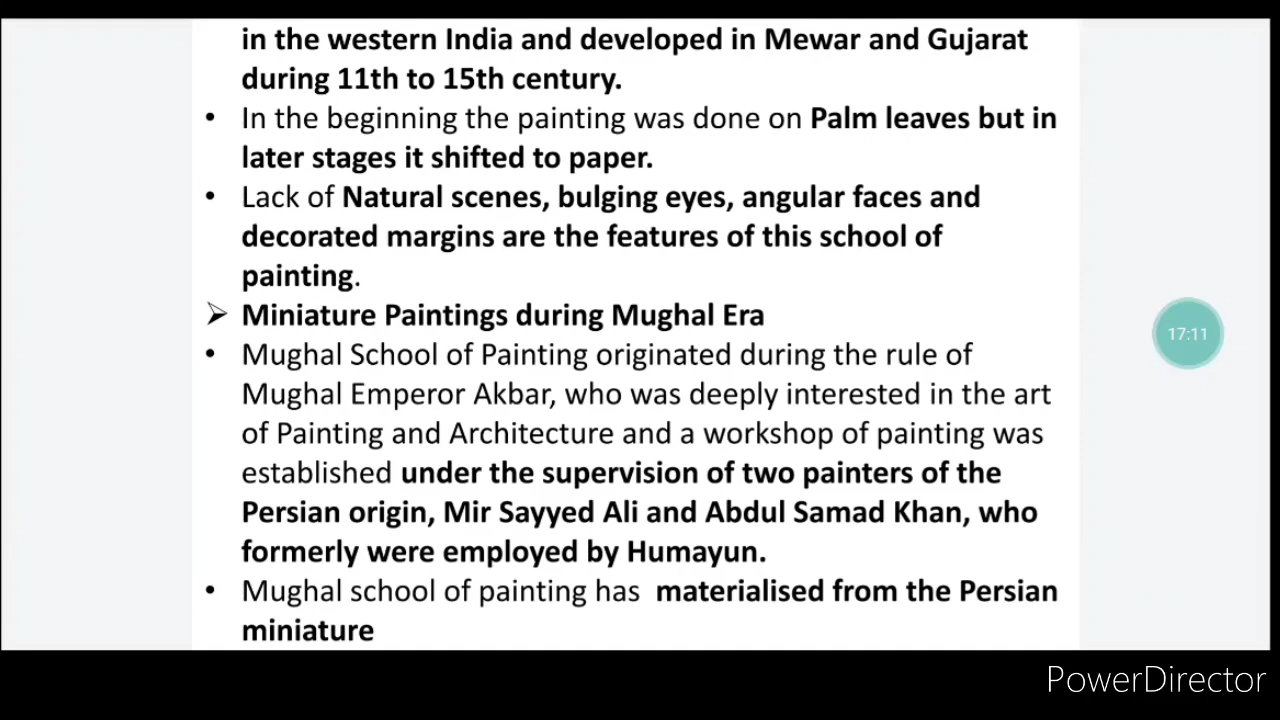 in the western India and developed in Mewar and Gujarat
during 11th to 15th century.
• In the beginning the painting was done on Palm leaves but in
later stages it shifted to paper.
• Lack of Natural scenes, bulging eyes, angular faces and
decorated margins are the features of this school of
painting.
➢ Miniature Paintings during Mughal Era
• Mughal School of Painting originated during the rule of
Mughal Emperor Akbar, who was deeply interested in the art
of Painting and Architecture and a workshop of painting was
established under the supervision of two painters of the
Persian origin, Mir Sayyed Ali and Abdul Samad Khan, who
formerly were employed by Humayun.
• Mughal school of painting has materialised from the Persian
miniature
17:11
PowerDirector